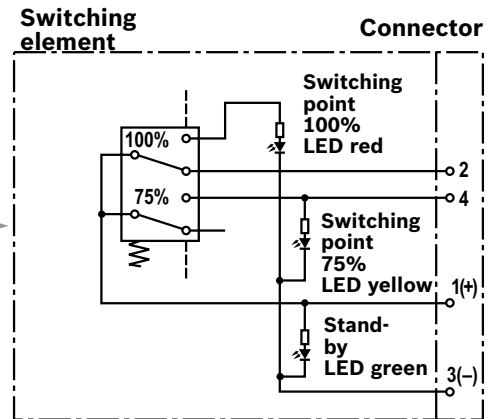 Switching
element
Connector
Switching
point
100%
LED red
100%
2
75%
4
Switching
point
75%
LED yellow
1(+)
Stand-
by
LED green
3(–)